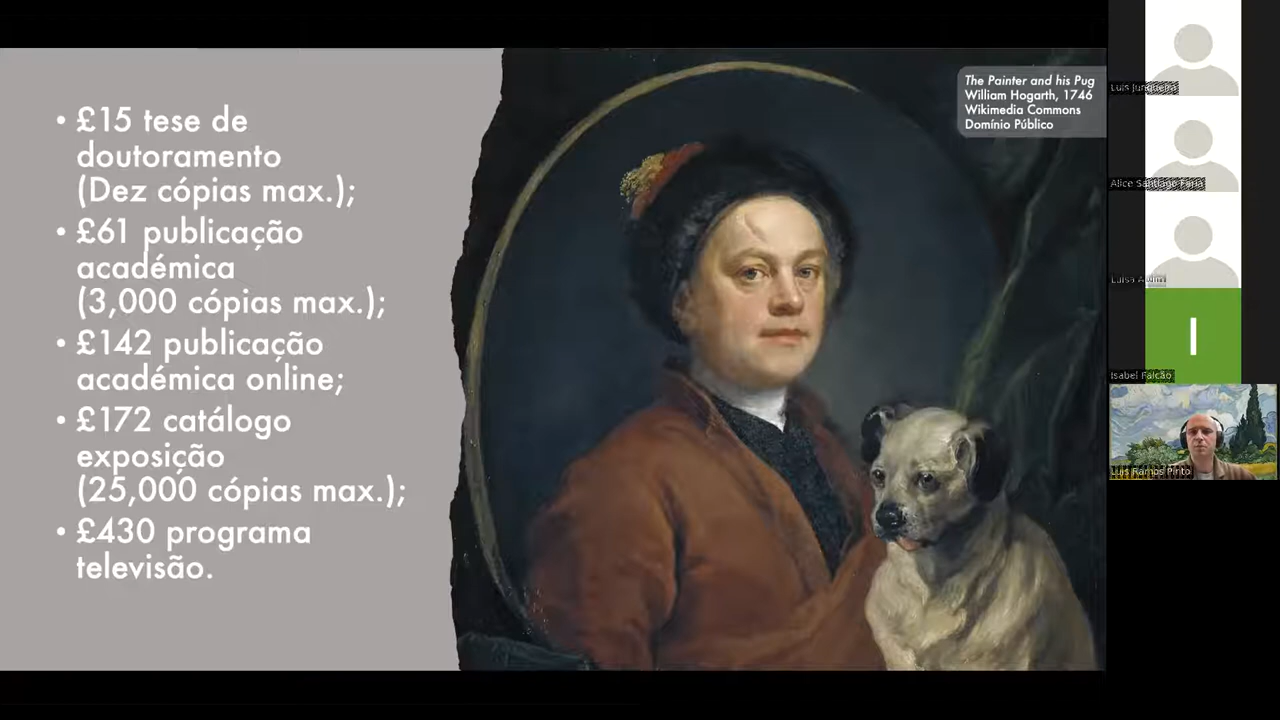 • £15 tese de
doutoramento
(Dez cópias max.);
• £61 publicação
académica
(3,000 cópias max.);
• £142 publicação
académica online;
• £172 catálogo
exposição
(25,000 cópias max.);
• £430 programa
televisão.
The Painter and his Pug
William Hogarth, 1746
Wikimedia Commons
Domínio Público
Luis Junqueira
Alice Santiago Faria
Luisa
I
Isabel Falcão
Luis Ramos Pinto